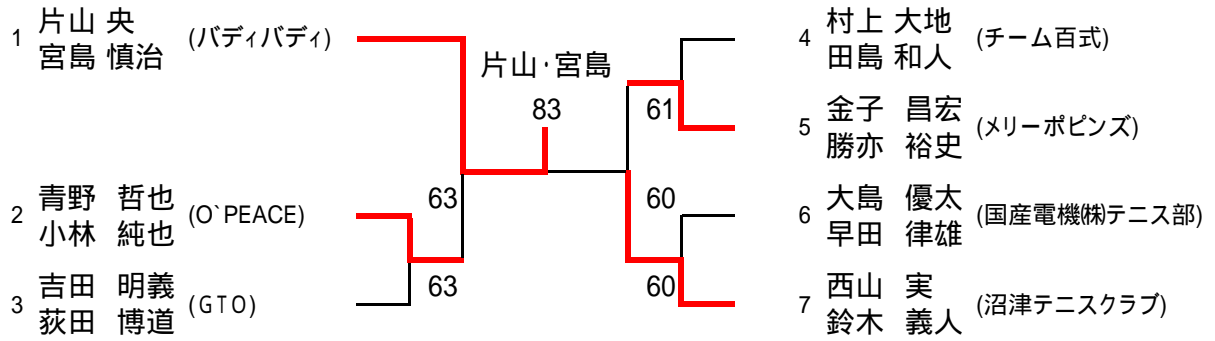 1 片山 央 (バディバディ)
宮島 慎治
2 青野 哲也 (O`PEACE)
小林 純也
3 吉田 明義 (GTO)
荻田 博道
片山・宮島
83
63
63
61
60
60
4 村上 大地 (チーム百式)
田島 和人
5 金子 昌宏 (メリーポピンズ)
勝亦 裕史
6 大島 優太 (国産電機㈱テニス部)
早田 律雄
7 西山 実 (沼津テニスクラブ)
鈴木 義人